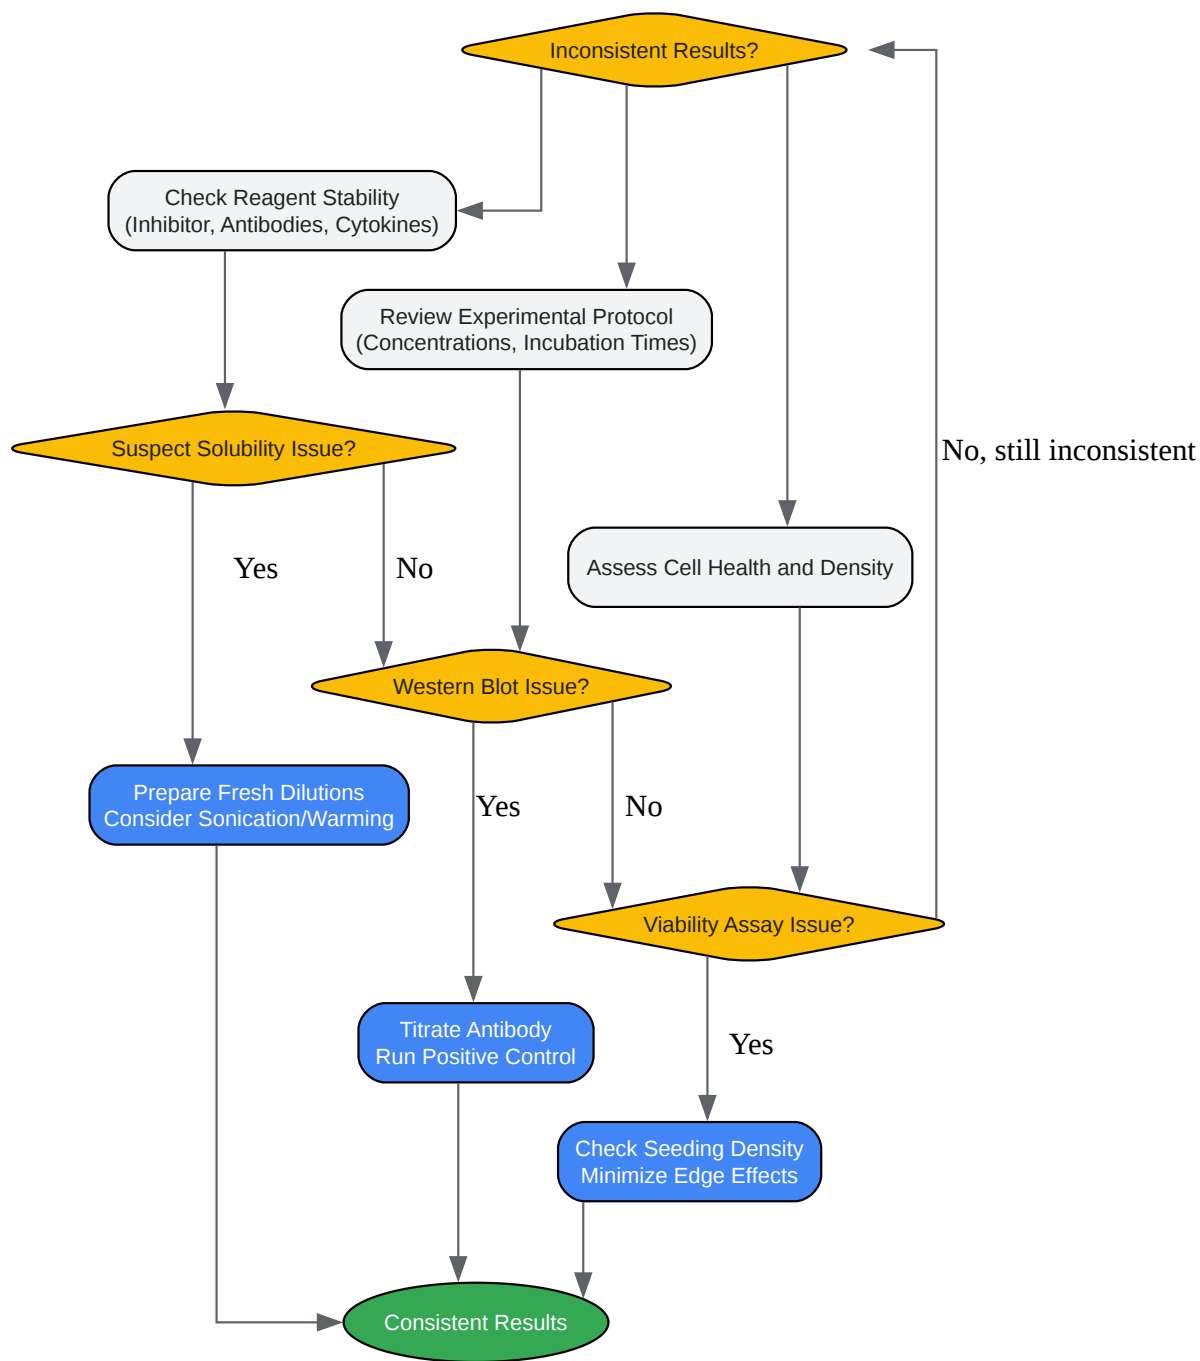 Inconsistent Results?
Check Reagent Stability
(Inhibitor, Antibodies, Cytokines)
Review Experimental Protocol
(Concentrations, Incubation Times)
Suspect Solubility Issue?
No, still inconsistent
Yes
No
Assess Cell Health and Density
Western Blot Issue?
Prepare Fresh Dilutions
Consider Sonication/Warming
Yes
No
Viability Assay Issue?
Titrate Antibody
Run Positive Control
Yes
Check Seeding Density
Minimize Edge Effects
Consistent Results